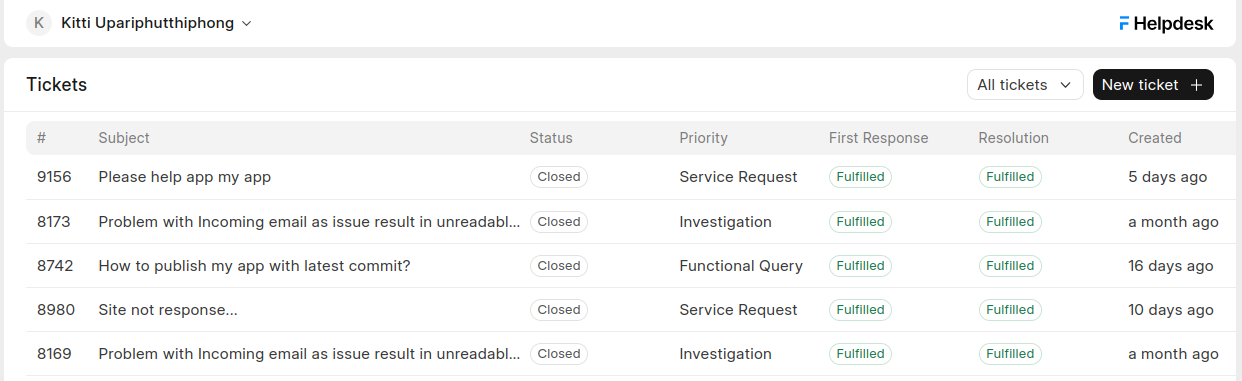 K Kitti Upariphutthiphong Helpdesk
Tickets All tickets New ticket
# Subject Status Priority First Response Resolution Created
9156 Please help app my app Closed Service Request Fulfilled Fulfilled 5 days ago
8173 Problem with Incoming email as issue result in unreadabl... Closed Investigation Fulfilled Fulfilled a month ago
8742 How to publish my app with latest commit? Closed Functional Query Fulfilled Fulfilled 16 days ago
8980 Site not response... Closed Service Request Fulfilled Fulfilled 10 days ago
8169 Problem with Incoming email as issue result in unreadabl... Closed Investigation Fulfilled Fulfilled a month ago